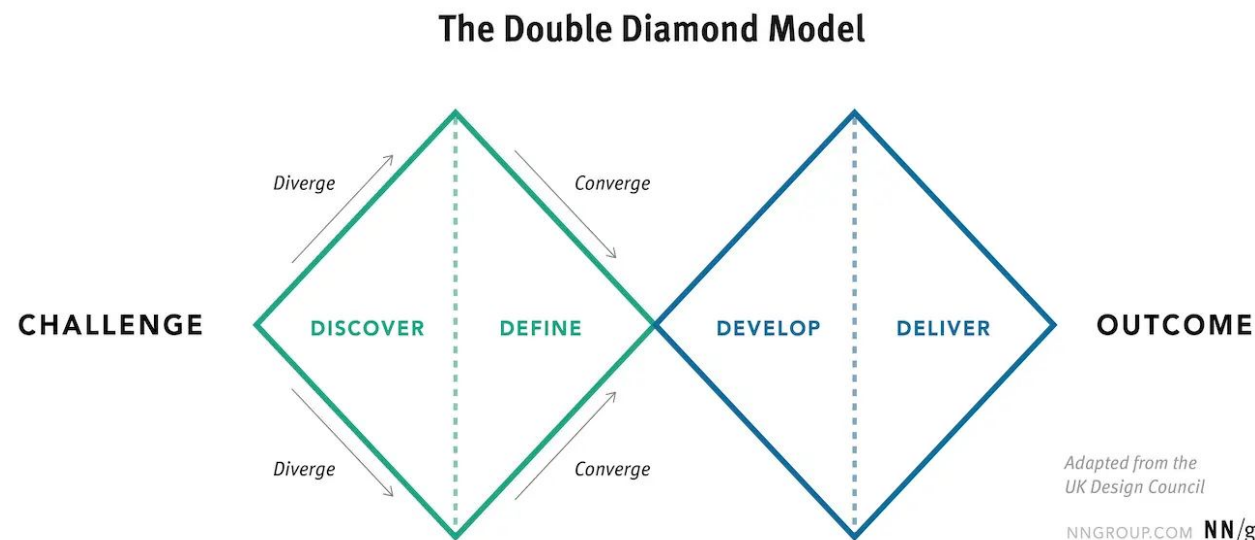 The Double Diamond Model
Diverge
Converge
CHALLENGE
DISCOVER
DEFINE
DEVELOP
DELIVER
OUTCOME
Diverge
Converge
Adapted from the
UK Design Council
NNGROUP.COM NN/g